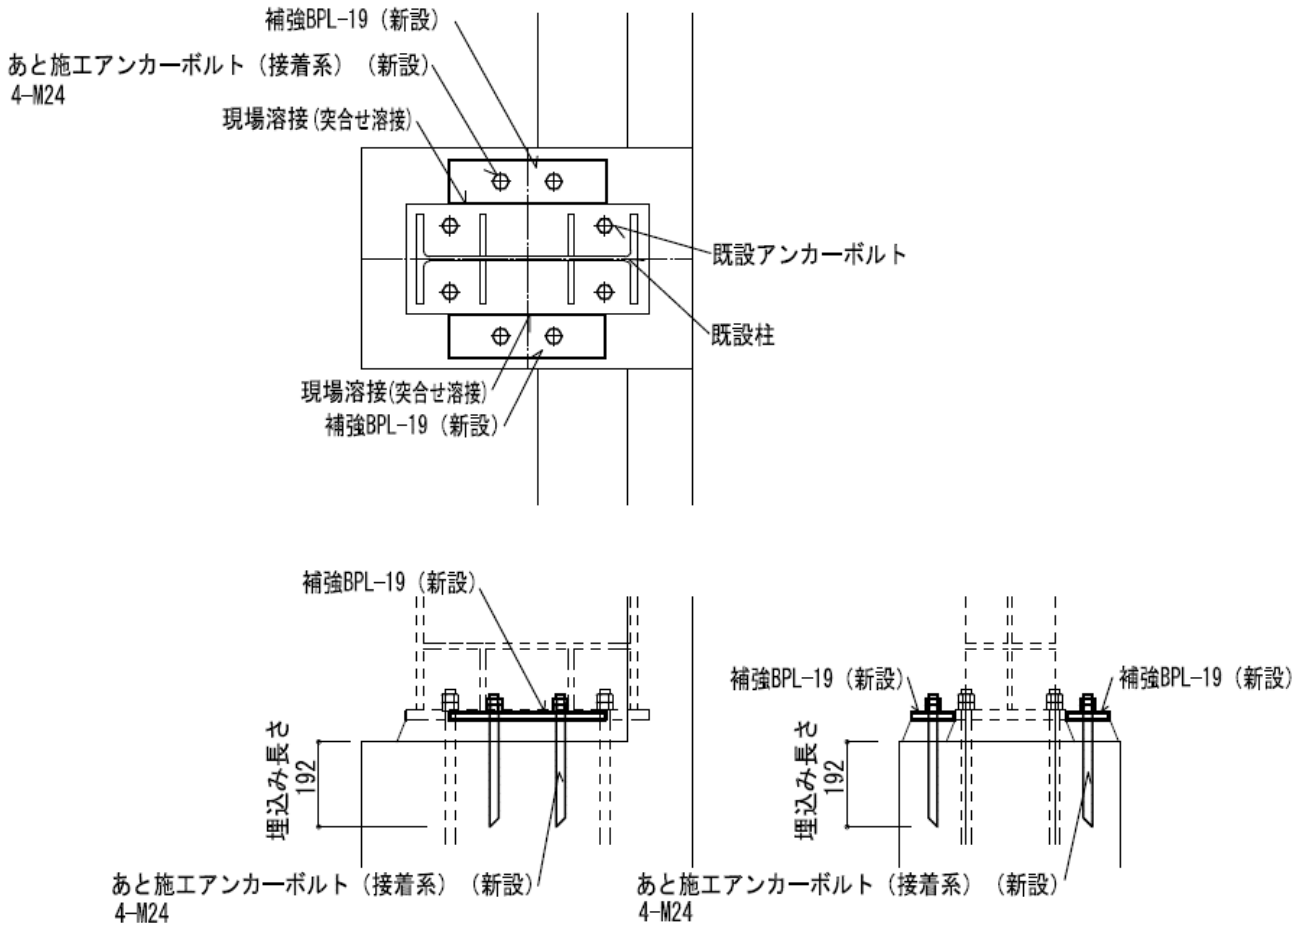 補強BPL-19（新設）
あと施工アンカーボルト（接着系）（新設）
4-M24
現場溶接(突合せ溶接)
既設アンカーボルト
既設柱
現場溶接(突合せ溶接)
補強BPL-19（新設）
補強BPL-19（新設）
補強BPL-19（新設）
補強BPL-19（新設）
埋込み長さ
192
埋込み長さ
192
あと施工アンカーボルト（接着系）（新設）
4-M24
あと施工アンカーボルト（接着系）（新設）
4-M24